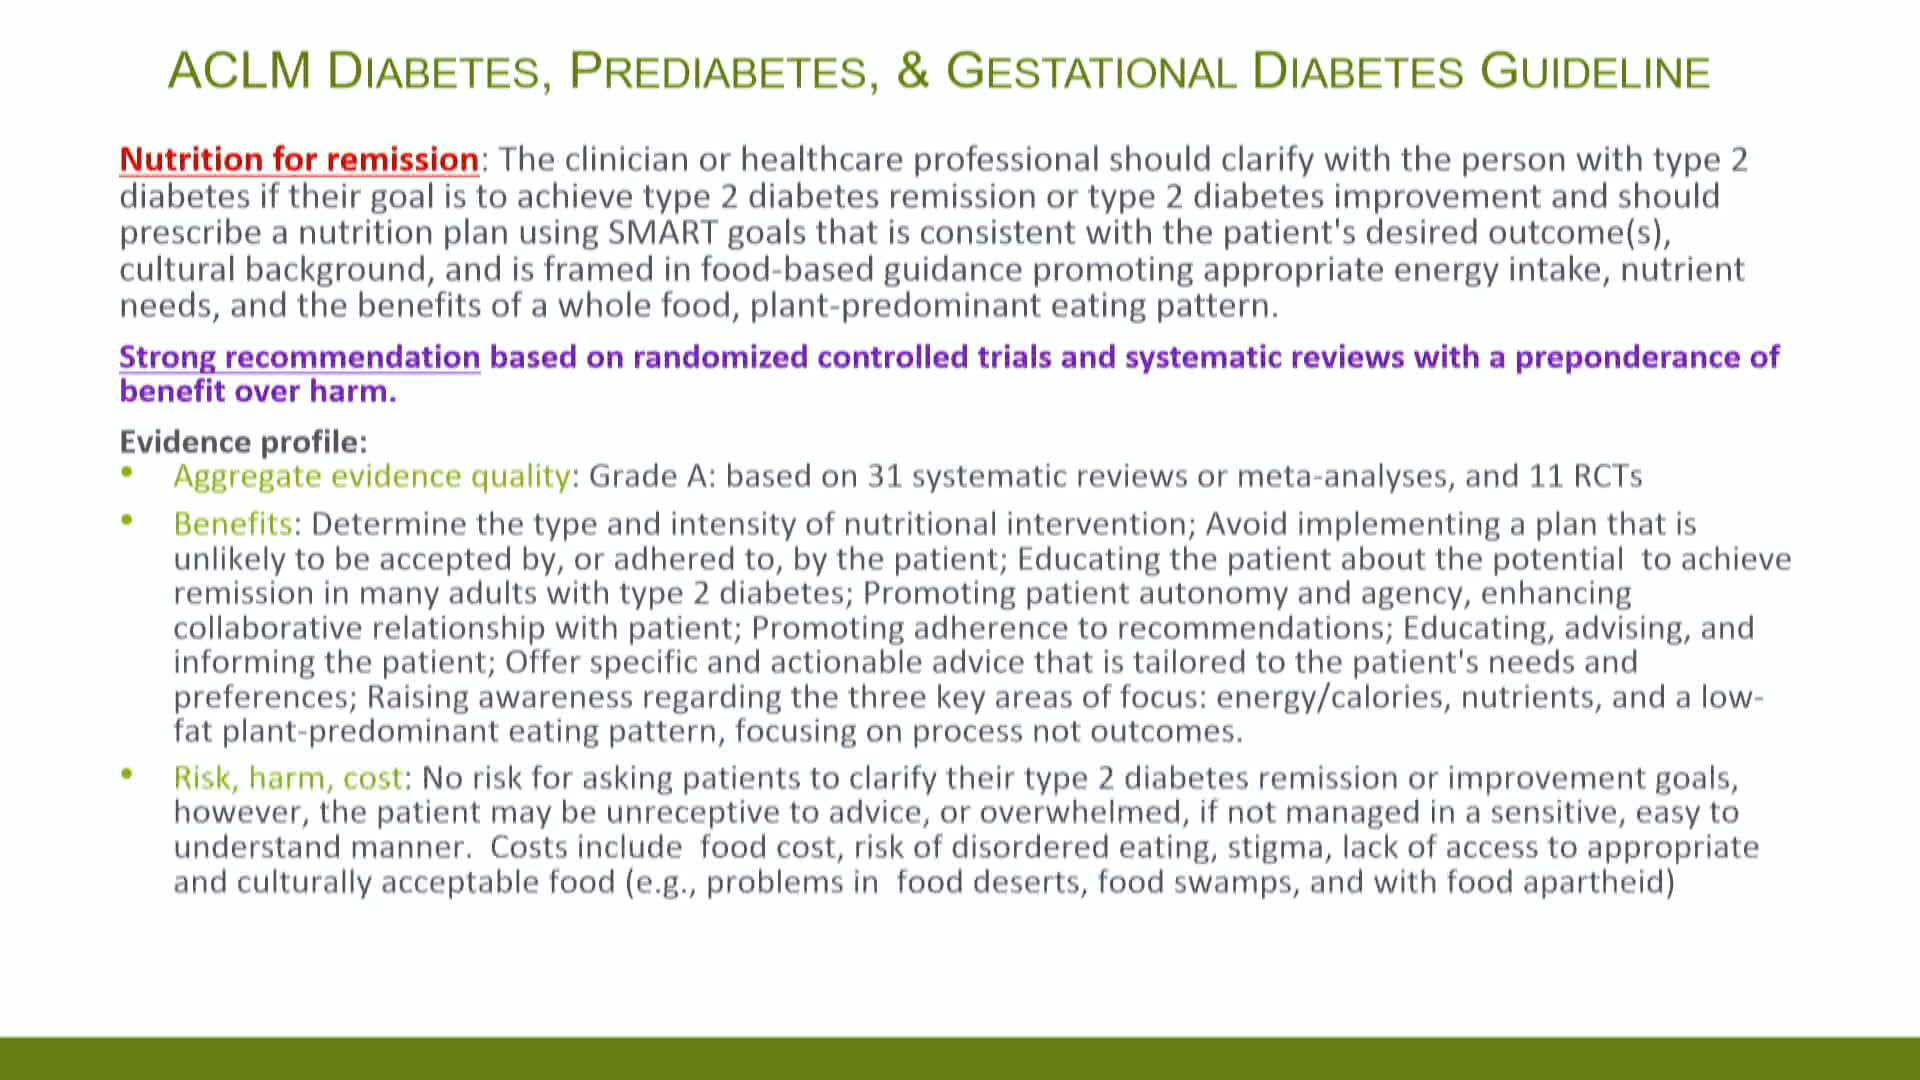 ACLM DIABETES, PREDIABETES, & GESTATIONAL DIABETES GUIDELINE
Nutrition for remission: The clinician or healthcare professional should clarify with the person with type 2
diabetes if their goal is to achieve type 2 diabetes remission or type 2 diabetes improvement and should
prescribe a nutrition plan using SMART goals that is consistent with the patient's desired outcome(s),
cultural background, and is framed in food-based guidance promoting appropriate energy intake, nutrient
needs, and the benefits of a whole food, plant-predominant eating pattern.
Strong recommendation based on randomized controlled trials and systematic reviews with a preponderance of
benefit over harm.
Evidence profile:
• Aggregate evidence quality: Grade A: based on 31 systematic reviews or meta-analyses, and 11 RCTs
• Benefits: Determine the type and intensity of nutritional intervention; Avoid implementing a plan that is
unlikely to be accepted by, or adhered to, by the patient; Educating the patient about the potential to achieve
remission in many adults with type 2 diabetes; Promoting patient autonomy and agency, enhancing
collaborative relationship with patient; Promoting adherence to recommendations; Educating, advising, and
informing the patient; Offer specific and actionable advice that is tailored to the patient's needs and
preferences; Raising awareness regarding the three key areas of focus: energy/calories, nutrients, and a low-
fat plant-predominant eating pattern, focusing on process not outcomes.
• Risk, harm, cost: No risk for asking patients to clarify their type 2 diabetes remission or improvement goals,
however, the patient may be unreceptive to advice, or overwhelmed, if not managed in a sensitive, easy to
understand manner. Costs include food cost, risk of disordered eating, stigma, lack of access to appropriate
and culturally acceptable food (e.g., problems in food deserts, food swamps, and with food apartheid)